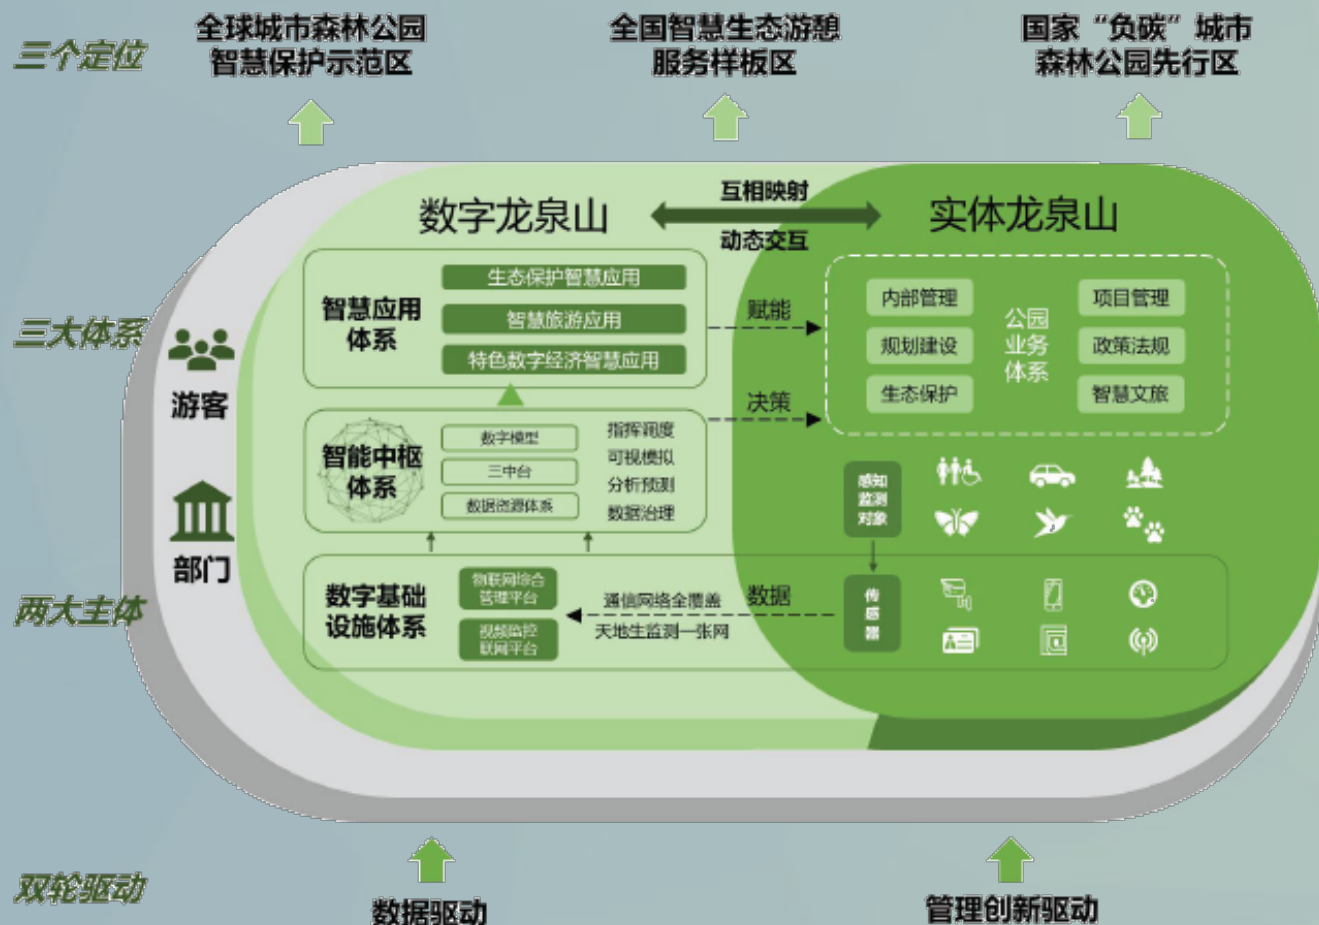 三个定位
全球城市森林公园
智慧保护示范区
全国智慧生态游憩
服务样板区
国家“负碳”城市
森林公园先行区
数字龙泉山
互相映射
动态交互
实体龙泉山
三大体系
游客
部门
两大主体
智慧应用
体系
生态保护智慧应用
智慧旅游应用
特色数字经济智慧应用
赋能
决策
内部管理
规划建设
生态保护
公园
业务
体系
项目管理
政策法规
智慧文旅
智能中枢
体系
数字模型
三中台
数据资源体系
指挥调度
可视模拟
分析预测
数据治理
感知
监测
对象
数字基础
设施体系
物联网综合
管理平台
视频监控
联网平台
通信网络全覆盖
天地生监测一张网
数据
传
感
器
双轮驱动
数据驱动
管理创新驱动